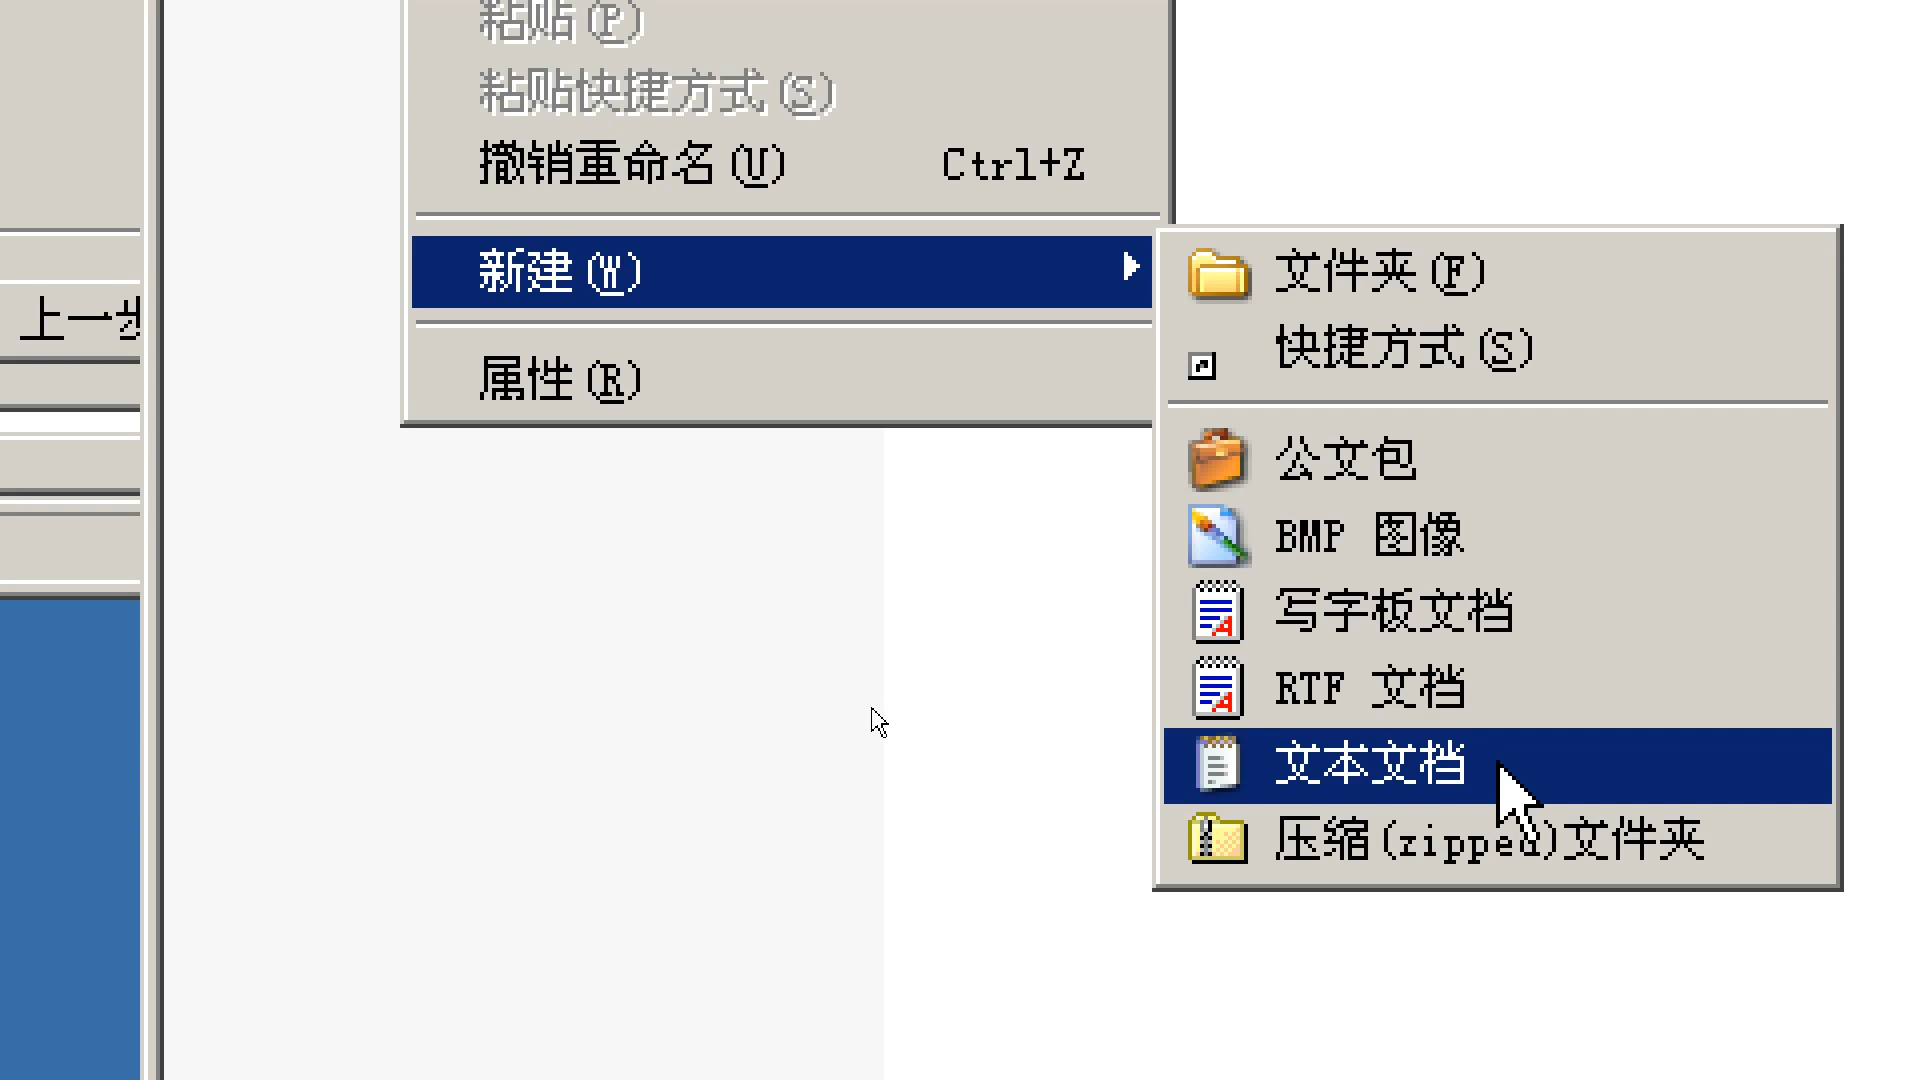 粘贴(P)
粘贴快捷方式(S)
撤销重命名(U) Ctrl+Z
新建(W)
属性(R)
上一步
文件夹(F)
快捷方式(S)
公文包
BMP 图像
写字板文档
RTF 文档
文本文档
压缩(zipped)文件夹